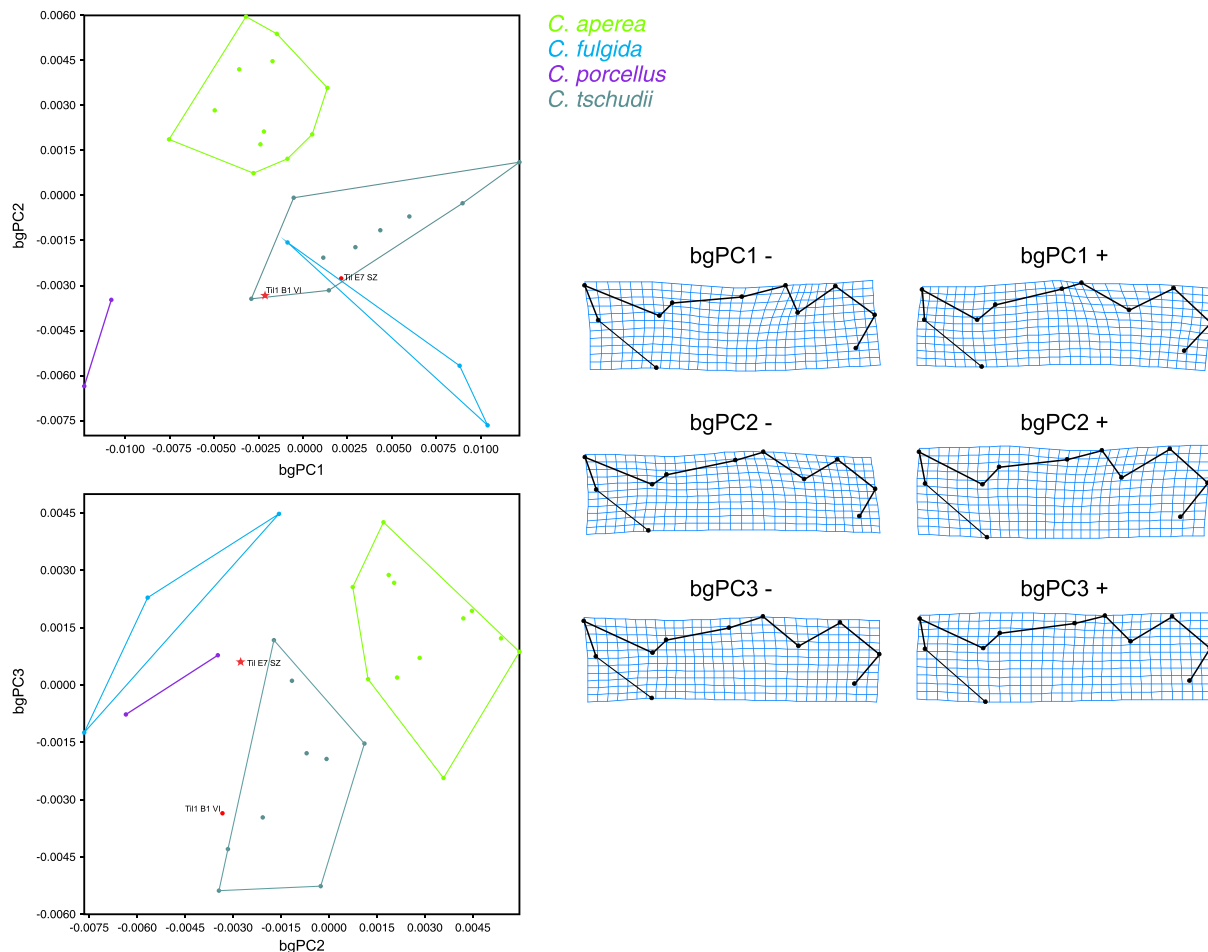 C. aperea
C. fulgida
C. porcellus
C. tschudii
0.0060
0.0045
0.0030
0.0015
0.0000
-0.0015
-0.0030
-0.0045
-0.0060
-0.0075
bgPC2
Til E7 SZ
Til1 B1 VI
-0.0100 -0.0075 -0.0050 -0.0025 0.0000 0.0025 0.0050 0.0075 0.0100
bgPC1
0.0045
0.0030
0.0015
0.0000
-0.0015
-0.0030
-0.0045
-0.0060
bgPC3
Til E7 SZ
Til1 B1 VI
-0.0075 -0.0060 -0.0045 -0.0030 -0.0015 0.0000 0.0015 0.0030 0.0045
bgPC2
bgPC1 - bgPC1 +
bgPC2 - bgPC2 +
bgPC3 - bgPC3 +